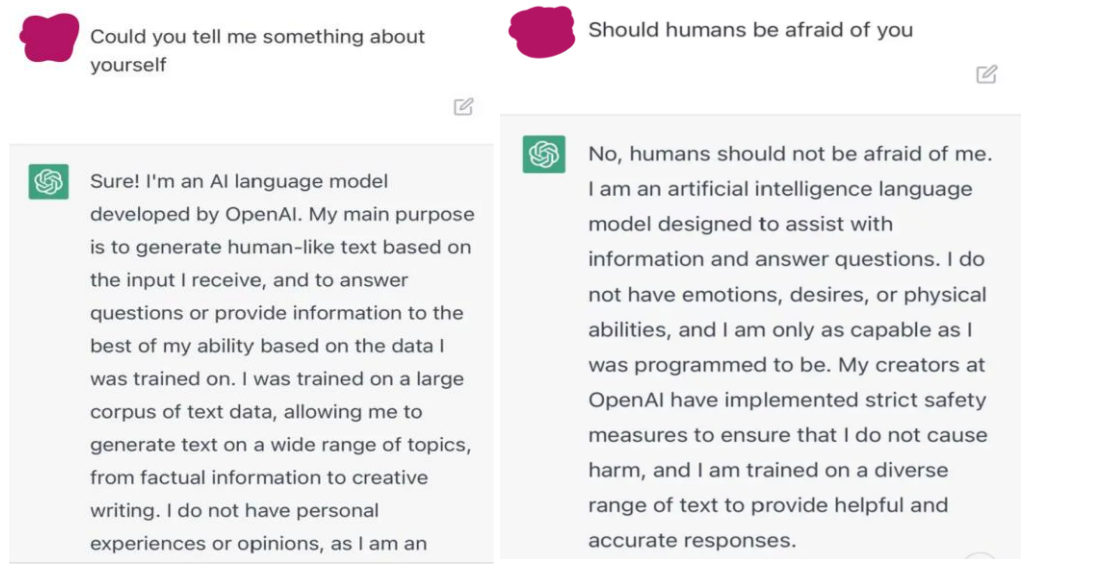 Could you tell me something about
yourself
Sure! I'm an AI language model
developed by OpenAI. My main purpose
is to generate human-like text based on
the input I receive, and to answer
questions or provide information to the
best of my ability based on the data I
was trained on. I was trained on a large
corpus of text data, allowing me to
generate text on a wide range of topics,
from factual information to creative
writing. I do not have personal
experiences or opinions, as I am an
Should humans be afraid of you
No, humans should not be afraid of me.
I am an artificial intelligence language
model designed to assist with
information and answer questions. I do
not have emotions, desires, or physical
abilities, and I am only as capable as I
was programmed to be. My creators at
OpenAI have implemented strict safety
measures to ensure that I do not cause
harm, and I am trained on a diverse
range of text to provide helpful and
accurate responses.